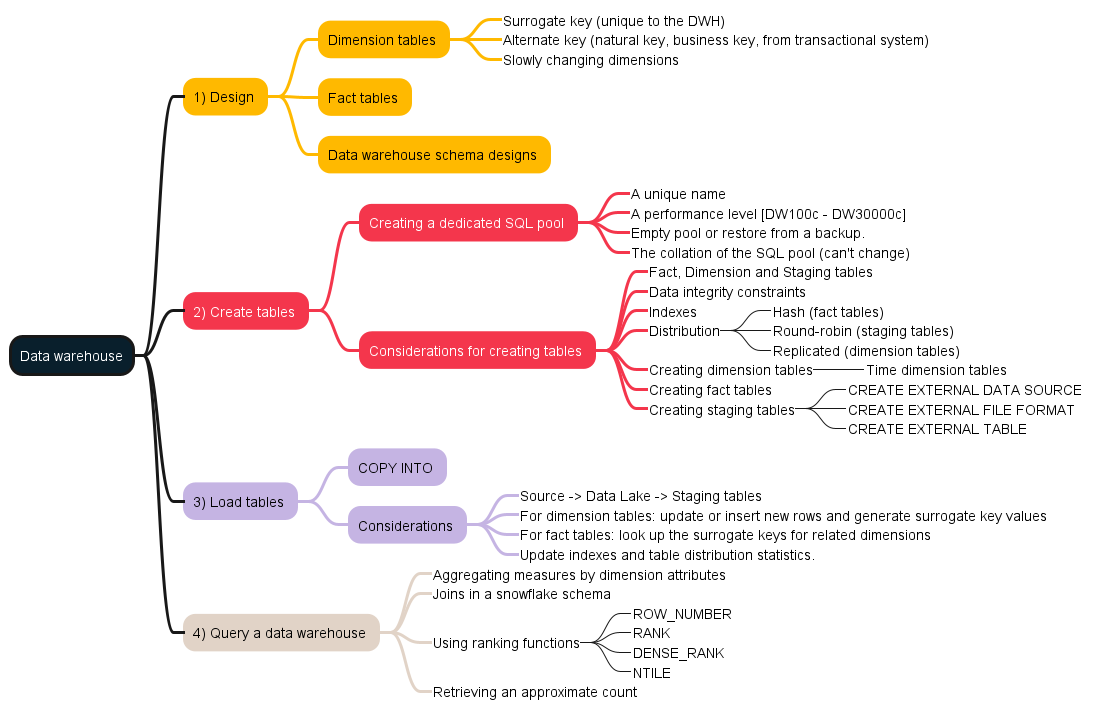 Data warehouse
1) Design
Dimension tables
Surrogate key (unique to the DWH)
Alternate key (natural key, business key, from transactional system)
Slowly changing dimensions
Fact tables
Data warehouse schema designs
2) Create tables
Creating a dedicated SQL pool
A unique name
A performance level [DW100c - DW30000c]
Empty pool or restore from a backup.
The collation of the SQL pool (can't change)
Considerations for creating tables
Fact, Dimension and Staging tables
Data integrity constraints
Indexes
Distribution
Hash (fact tables)
Round-robin (staging tables)
Replicated (dimension tables)
Creating dimension tables
Time dimension tables
Creating fact tables
Creating staging tables
CREATE EXTERNAL DATA SOURCE
CREATE EXTERNAL FILE FORMAT
CREATE EXTERNAL TABLE
3) Load tables
COPY INTO
Considerations
Source -> Data Lake -> Staging tables
For dimension tables: update or insert new rows and generate surrogate key values
For fact tables: look up the surrogate keys for related dimensions
Update indexes and table distribution statistics.
4) Query a data warehouse
Aggregating measures by dimension attributes
Joins in a snowflake schema
Using ranking functions
ROW_NUMBER
RANK
DENSE_RANK
NTILE
Retrieving an approximate count